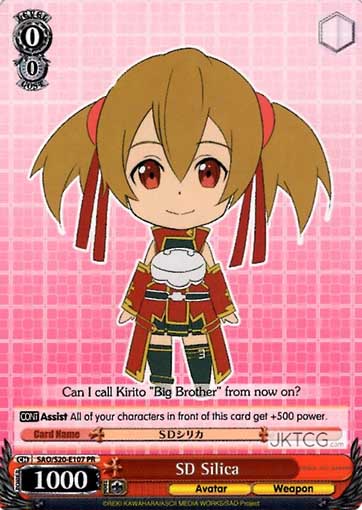 LEVEL
0
0
COST
Can I call Kirito "Big Brother" from now on?
CONT Assist All of your characters in front of this card get +500 power.
Card Name SDシリカ
JKTCG.com
CH SAO/S20-E107 PR
SD Silica
POWER
1000
Avatar Weapon
©REKI KAWAHARA/ASCII MEDIA WORKS/SAO Project